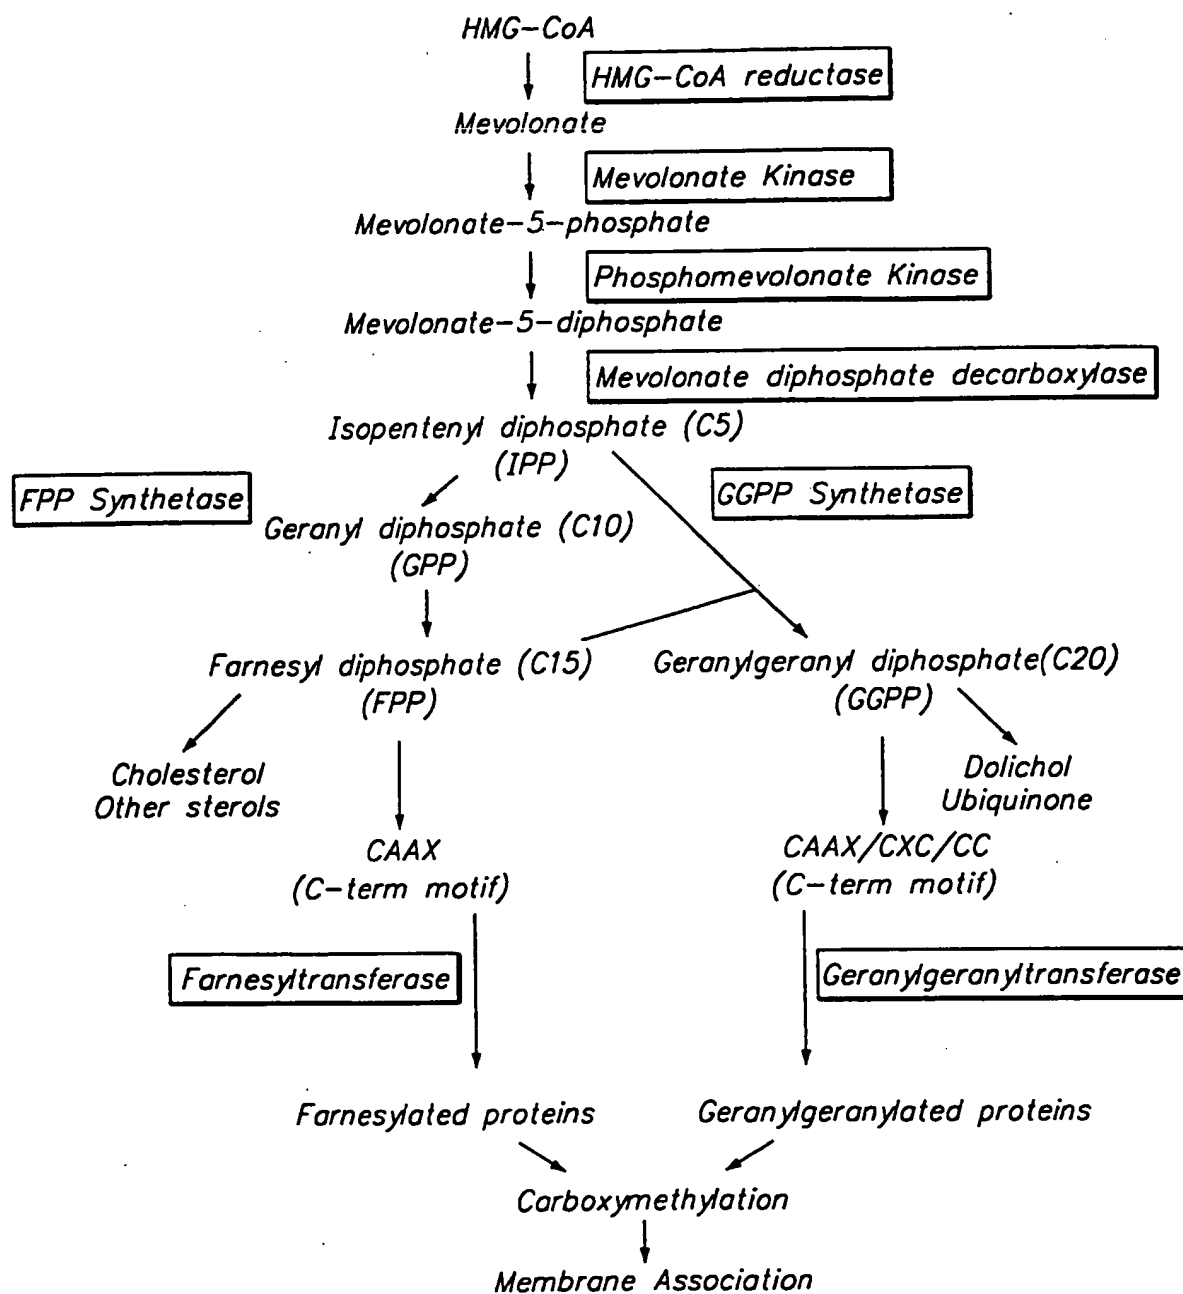 HMG-CoA
HMG-CoA reductase
Mevolonate
Mevolonate Kinase
Mevolonate-5-phosphate
Phosphomevolonate Kinase
Mevolonate-5-diphosphate
Mevolonate diphosphate decarboxylase
Isopentenyl diphosphate (C5)
(IPP)
FPP Synthetase
GGPP Synthetase
Geranyl diphosphate (C10)
(GPP)
Farnesyl diphosphate (C15)
(FPP)
Geranylgeranyl diphosphate(C20)
(GGPP)
Cholesterol
Other sterols
Dolichol
Ubiquinone
CAAX
(C-term motif)
CAAX/CXC/CC
(C-term motif)
Farnesyltransferase
Geranylgeranyltransferase
Farnesylated proteins
Geranylgeranylated proteins
Carboxymethylation
Membrane Association